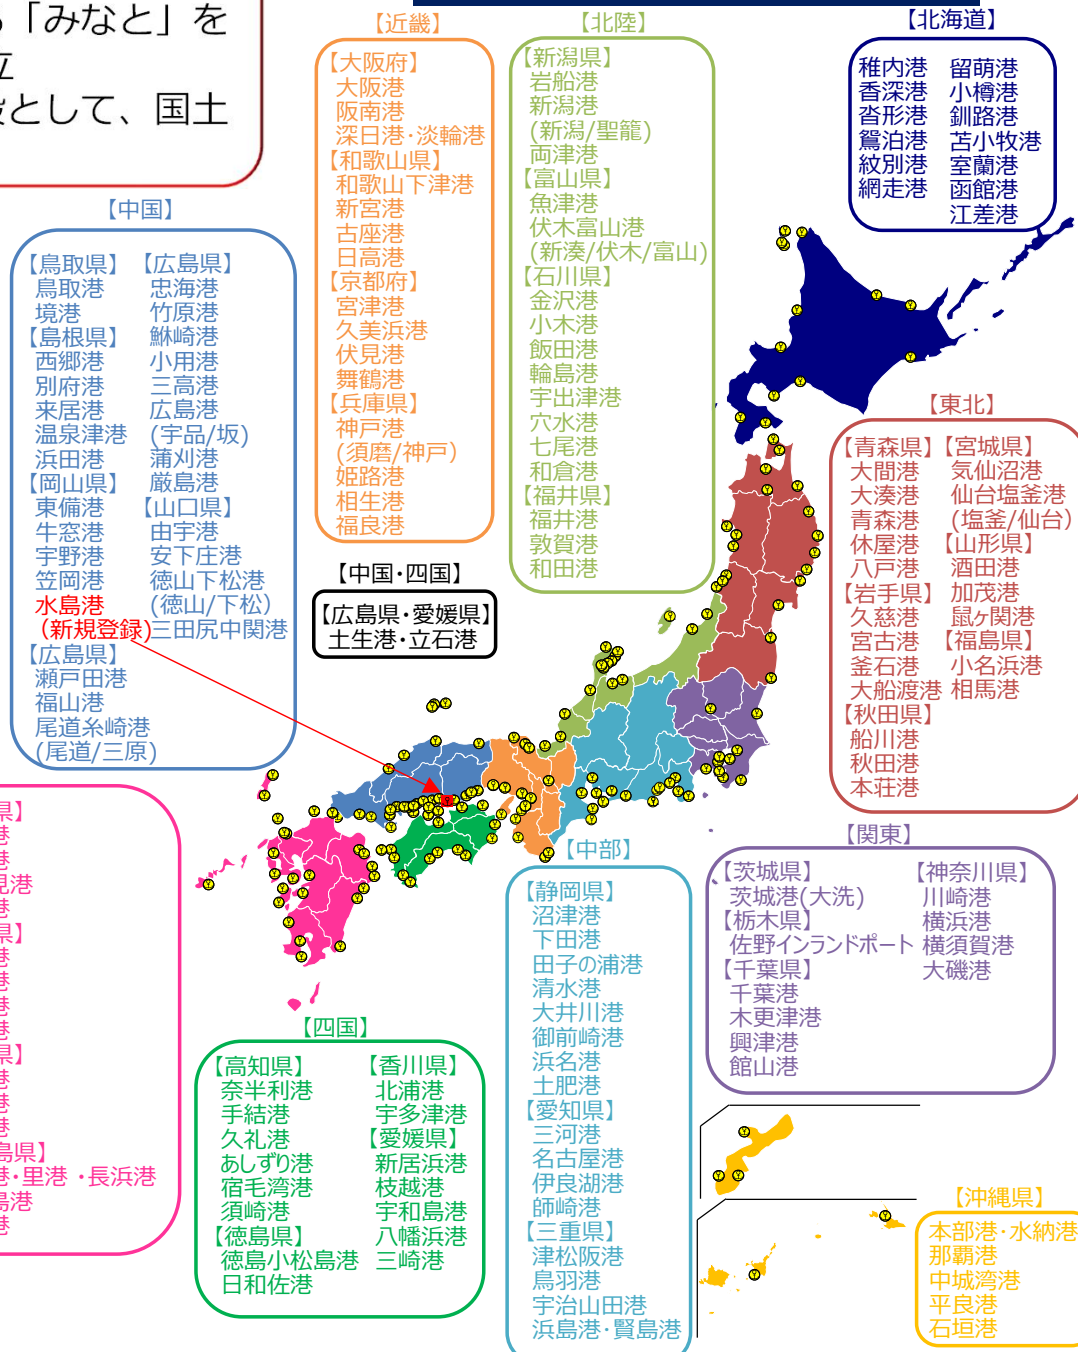 「みなと」を
立
として、国土
【近畿】
【大阪府】
大阪港
阪南港
深日港・淡輪港
【和歌山県】
和歌山下津港
新宮港
古座港
日高港
【京都府】
宮津港
久美浜港
伏見港
舞鶴港
【兵庫県】
神戸港
(須磨/神戸)
姫路港
相生港
福良港
【北陸】
【新潟県】
岩船港
新潟港
(新潟/聖籠)
両津港
【富山県】
魚津港
伏木富山港
(新湊/伏木/富山)
【石川県】
金沢港
小木港
飯田港
輪島港
宇出津港
穴水港
七尾港
和倉港
【福井県】
福井港
敦賀港
和田港
【北海道】
稚内港 留萌港
香深港 小樽港
沓形港 釧路港
鴛泊港 苫小牧港
紋別港 室蘭港
網走港 函館港
江差港
【中国】
【鳥取県】
鳥取港
境港
【島根県】
西郷港
別府港
来居港
温泉津港
浜田港
【岡山県】
東備港
牛窓港
宇野港
笠岡港
水島港
(新規登録)
【広島県】
瀬戸田港
福山港
尾道糸崎港
(尾道/三原)
【広島県】
忠海港
竹原港
鮴崎港
小用港
三高港
広島港
(宇品/坂)
蒲刈港
厳島港
【山口県】
由宇港
安下庄港
徳山下松港
(徳山/下松)
三田尻中関港
【中国・四国】
【広島県・愛媛県】
土生港・立石港
【東北】
【青森県】
大間港
大湊港
青森港
休屋港
八戸港
【岩手県】
久慈港
宮古港
釜石港
大船渡港
【秋田県】
船川港
秋田港
本荘港
【宮城県】
気仙沼港
仙台塩釜港
(塩釜/仙台)
【山形県】
酒田港
加茂港
鼠ヶ関港
【福島県】
小名浜港
相馬港
【関東】
【茨城県】
茨城港(大洗)
【栃木県】
佐野インランドポート
【千葉県】
千葉港
木更津港
興津港
館山港
【神奈川県】
川崎港
横浜港
横須賀港
大磯港
【中部】
【静岡県】
沼津港
下田港
田子の浦港
清水港
大井川港
御前崎港
浜名港
土肥港
【愛知県】
三河港
名古屋港
伊良湖港
師崎港
【三重県】
津松阪港
鳥羽港
宇治山田港
浜島港・賢島港
県】
港
港
見港
港
県】
港
港
港
港
県】
港
港
港
島県】
港・里港・長浜港
島港
港
【四国】
【高知県】
奈半利港
手結港
久礼港
あしずり港
宿毛湾港
須崎港
【徳島県】
徳島小松島港
日和佐港
【香川県】
北浦港
宇多津港
【愛媛県】
新居浜港
枝越港
宇和島港
八幡浜港
三崎港
【沖縄県】
本部港・水納港
那覇港
中城湾港
平良港
石垣港